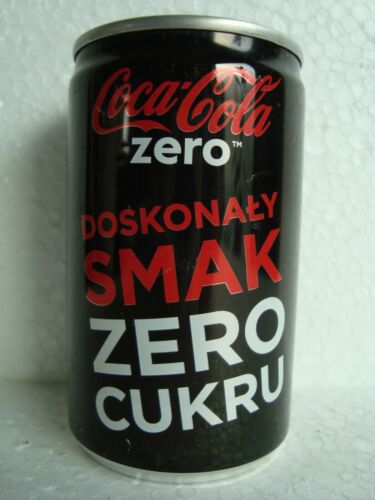 Coca-Cola
zero™
DOSKONAŁY
SMAK
ZERO
CUKRU